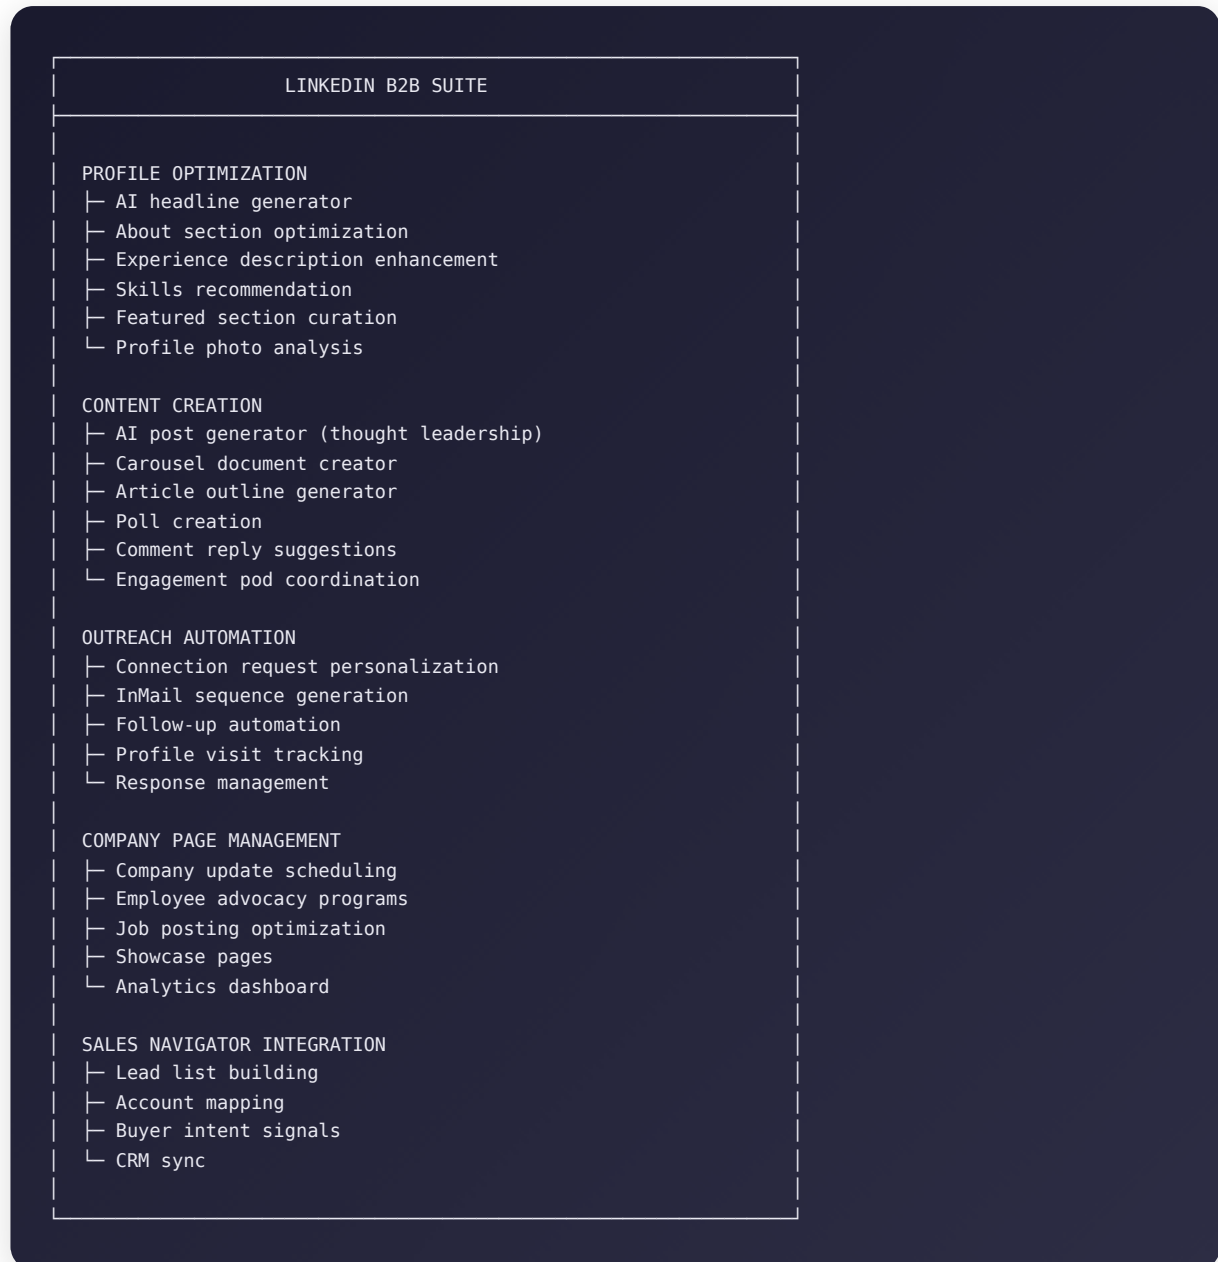 LINKEDIN B2B SUITE
PROFILE OPTIMIZATION
├─ AI headline generator
├─ About section optimization
├─ Experience description enhancement
├─ Skills recommendation
├─ Featured section curation
└─ Profile photo analysis
CONTENT CREATION
├─ AI post generator (thought leadership)
├─ Carousel document creator
├─ Article outline generator
├─ Poll creation
├─ Comment reply suggestions
└─ Engagement pod coordination
OUTREACH AUTOMATION
├─ Connection request personalization
├─ InMail sequence generation
├─ Follow-up automation
├─ Profile visit tracking
└─ Response management
COMPANY PAGE MANAGEMENT
├─ Company update scheduling
├─ Employee advocacy programs
├─ Job posting optimization
├─ Showcase pages
└─ Analytics dashboard
SALES NAVIGATOR INTEGRATION
├─ Lead list building
├─ Account mapping
├─ Buyer intent signals
└─ CRM sync